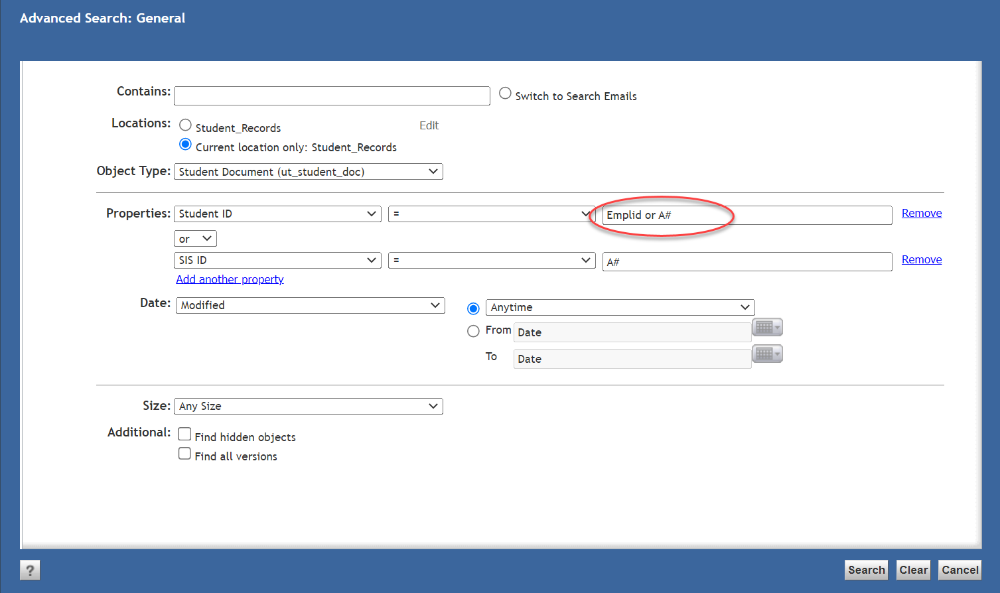 Advanced Search: General
Contains:
Switch to Search Emails
Locations:
Student_Records
Edit
Current location only: Student_Records
Object Type:
Student Document (ut_student_doc)
Properties:
Student ID
=
Emplid or A#
Remove
or
SIS ID
=
A#
Remove
Add another property
Date:
Modified
Anytime
From
Date
To
Date
Size:
Any Size
Additional:
Find hidden objects
Find all versions
?
Search
Clear
Cancel